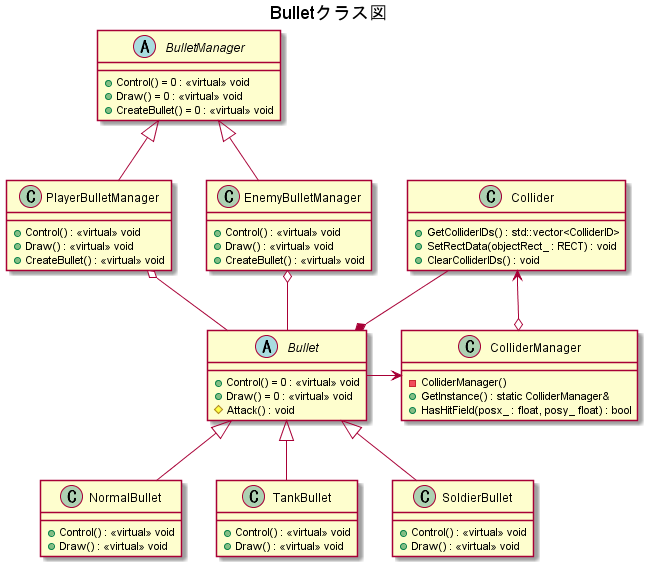 Bulletクラス図
A BulletManager
Control() = 0 : «virtual» void
Draw() = 0 : «virtual» void
CreateBullet() = 0 : «virtual» void
C PlayerBulletManager
Control() : «virtual» void
Draw() : «virtual» void
CreateBullet() : «virtual» void
C EnemyBulletManager
Control() : «virtual» void
Draw() : «virtual» void
CreateBullet() : «virtual» void
C Collider
GetColliderIDs() : std::vector<ColliderID>
SetRectData(objectRect_ : RECT) : void
ClearColliderIDs() : void
A Bullet
Control() = 0 : «virtual» void
Draw() = 0 : «virtual» void
Attack() : void
C ColliderManager
ColliderManager()
GetInstance() : static ColliderManager&
HasHitField(posx_ : float, posy_ float) : bool
C NormalBullet
Control() : «virtual» void
Draw() : «virtual» void
C TankBullet
Control() : «virtual» void
Draw() : «virtual» void
C SoldierBullet
Control() : «virtual» void
Draw() : «virtual» void